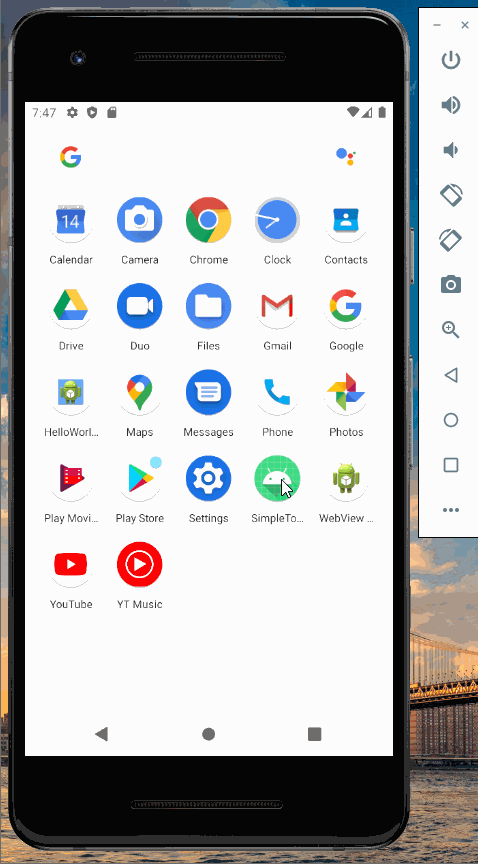 7:47
14
Calendar Camera Chrome Clock Contacts
Drive Duo Files Gmail Google
HelloWorl... Maps Messages Phone Photos
Play Movi... Play Store Settings SimpleTo... WebView ...
YouTube YT Music